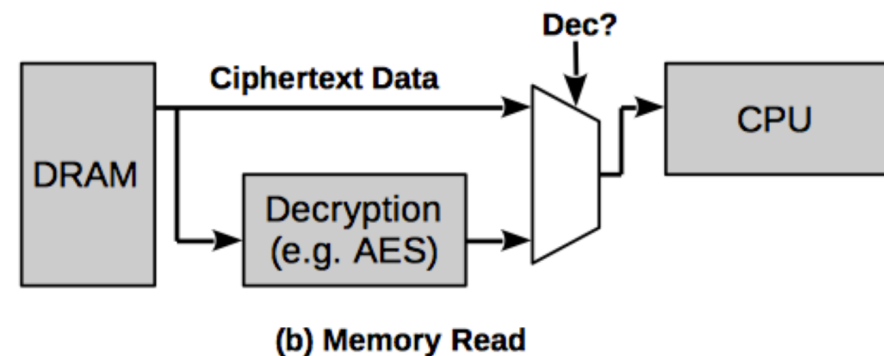 Dec?
Ciphertext Data
DRAM
CPU
Decryption
(e.g. AES)
(b) Memory Read